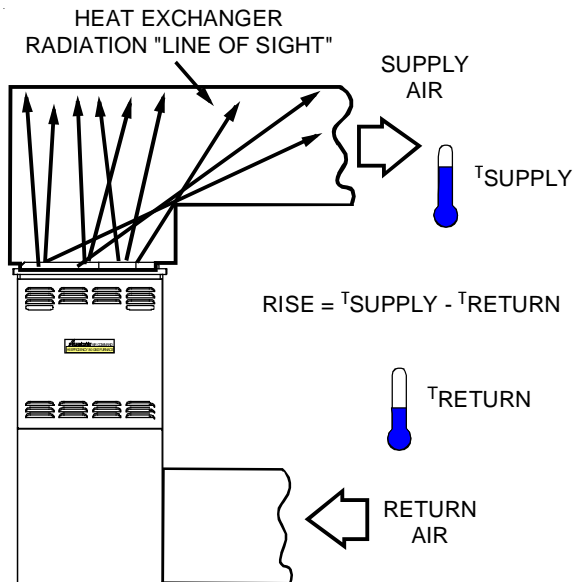 HEAT EXCHANGER
RADIATION "LINE OF SIGHT"
SUPPLY
AIR
TSUPPLY
RISE = TSUPPLY - TRETURN
TRETURN
RETURN
AIR